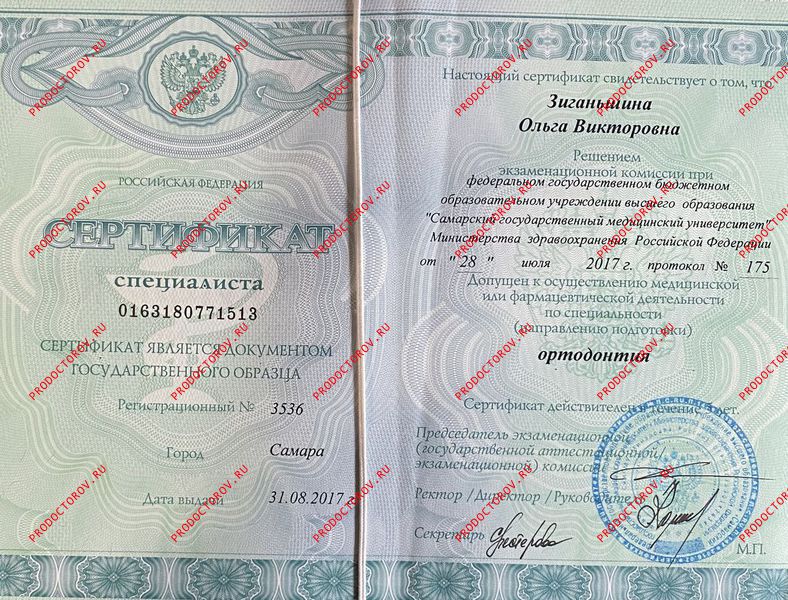 РОССИЙСКАЯ ФЕДЕРАЦИЯ
СЕРТИФИКАТ
специалиста
0163180771513
СЕРТИФИКАТ ЯВЛЯЕТСЯ ДОКУМЕНТОМ
ГОСУДАРСТВЕННОГО ОБРАЗЦА
Регистрационный № 3536
Город Самара
Дата выдачи 31.08.2017 г.
Настоящий сертификат свидетельствует о том, что
Зиганьшина
Ольга Викторовна
Решением
экзаменационной комиссии при
федеральном государственном бюджетном
образовательном учреждении высшего образования
"Самарский государственный медицинский университет"
Министерства здравоохранения Российской Федерации
от "28" июля 2017 г. протокол № 175
Допущен к осуществлению медицинской
или фармацевтической деятельности
по специальности
(направлению подготовки)
ортодонтия
Сертификат действителен в течение 5 лет.
Председатель экзаменационной
(государственной аттестационной/
экзаменационной) комиссии
Ректор /Директор / Руководитель
Секретарь
М.П.
PRODOCTOROV.RU